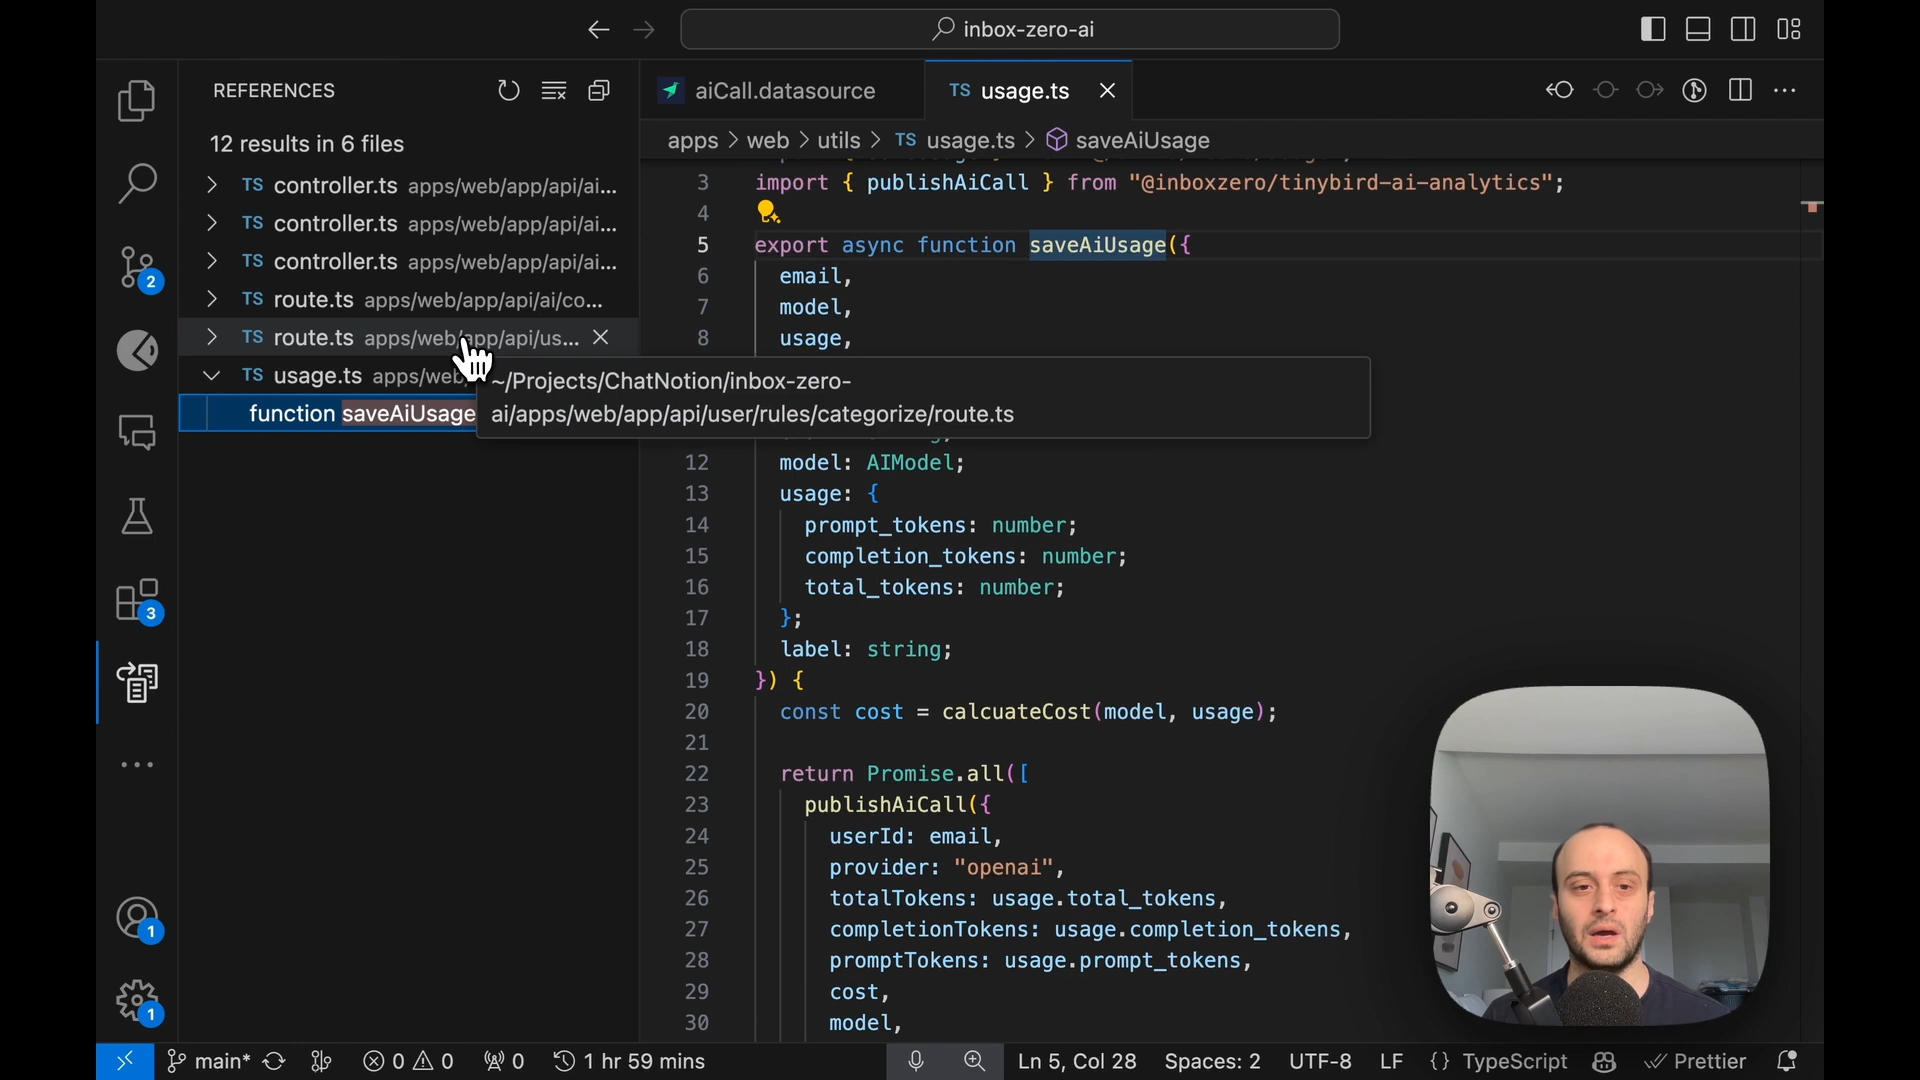 inbox-zero-ai
REFERENCES
12 results in 6 files
TS controller.ts apps/web/app/api/ai...
TS controller.ts apps/web/app/api/ai...
TS controller.ts apps/web/app/api/ai...
TS route.ts apps/web/app/api/ai/co...
TS route.ts apps/web/app/api/us...
TS usage.ts apps/web/
function saveAiUsage
~/Projects/ChatNotion/inbox-zero-
ai/apps/web/app/api/user/rules/categorize/route.ts
2
3
1
1
aiCall.datasource
TS usage.ts
apps > web > utils > TS usage.ts > saveAiUsage
3 import { publishAiCall } from "@inboxzero/tinybird-ai-analytics";
4
5 export async function saveAiUsage({
6 email,
7 model,
8 usage,
12 model: AIModel;
13 usage: {
14 prompt_tokens: number;
15 completion_tokens: number;
16 total_tokens: number;
17 };
18 label: string;
19 }) {
20 const cost = calcuateCost(model, usage);
21
22 return Promise.all([
23 publishAiCall({
24 userId: email,
25 provider: "openai",
26 totalTokens: usage.total_tokens,
27 completionTokens: usage.completion_tokens,
28 promptTokens: usage.prompt_tokens,
29 cost,
30 model,
main* 0 0 0 1 hr 59 mins Ln 5, Col 28 Spaces: 2 UTF-8 LF {} TypeScript Prettier